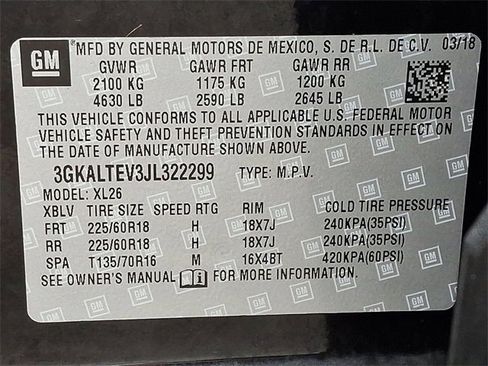 GM MFD BY GENERAL MOTORS DE MEXICO, S. DE R.L. DE C.V. 03/18
GVWR GAWR FRT GAWR RR
2100 KG 1175 KG 1200 KG
4630 LB 2590 LB 2645 LB
THIS VEHICLE CONFORMS TO ALL APPLICABLE U.S. FEDERAL MOTOR
VEHICLE SAFETY AND THEFT PREVENTION STANDARDS IN EFFECT ON
THE DATE OF MANUFACTURE SHOWN ABOVE.
3GKALTEV3JL322299 TYPE: M.P.V.
MODEL: XL26
XBLV TIRE SIZE SPEED RTG RIM COLD TIRE PRESSURE
FRT 225/60R18 H 18X7J 240KPA(35PSI)
RR 225/60R18 H 18X7J 240KPA(35PSI)
SPA T135/70R16 M 16X4BT 420KPA(60PSI)
SEE OWNER'S MANUAL FOR MORE INFORMATION.